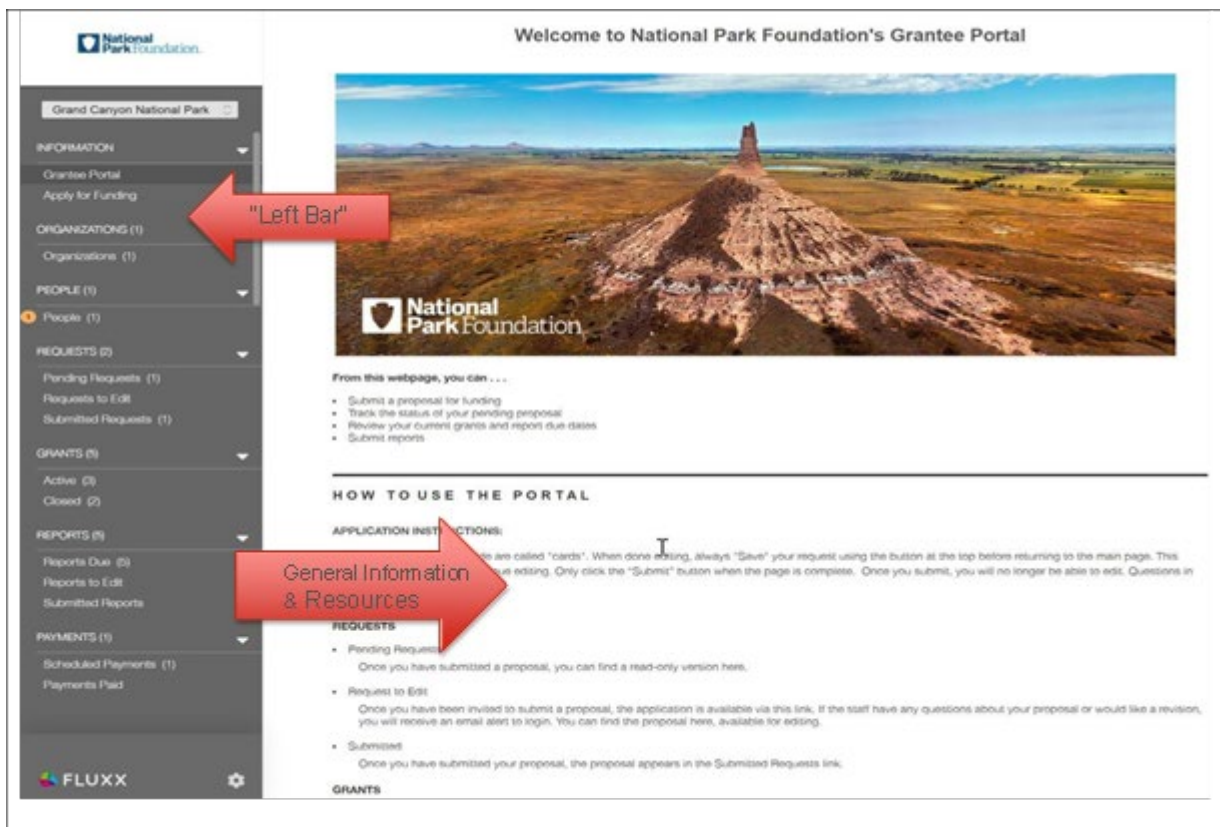 National
Park Foundation.
Grand Canyon National Park
INFORMATION
Grantee Portal
Apply for Funding
ORGANIZATIONS (1)
Organizations (1)
PEOPLE (1)
People (1)
REQUESTS (2)
Pending Requests (1)
Requests to Edit
Submitted Requests (1)
GRANTS (5)
Active (3)
Closed (2)
REPORTS (5)
Reports Due (5)
Reports to Edit
Submitted Reports
PAYMENTS (1)
Scheduled Payments (1)
Payments Paid
FLUXX
"Left Bar"
Welcome to National Park Foundation's Grantee Portal
National
Park Foundation
From this webpage, you can . . .
• Submit a proposal for funding
• Track the status of your pending proposal
• Review your current grants and report due dates
• Submit reports
HOW TO USE THE PORTAL
APPLICATION INST CTIONS:
General Information
& Resources
de are called "cards". When done editing, always "Save" your request using the button at the top before returning to the main page. This
ue editing. Only click the "Submit" button when the page is complete. Once you submit, you will no longer be able to edit. Questions in
REQUESTS
• Pending Request
Once you have submitted a proposal, you can find a read-only version here.
• Request to Edit
Once you have been invited to submit a proposal, the application is available via this link. If the staff have any questions about your proposal or would like a revision,
you will receive an email alert to login. You can find the proposal here, available for editing.
• Submitted
Once you have submitted your proposal, the proposal appears in the Submitted Requests link.
GRANTS